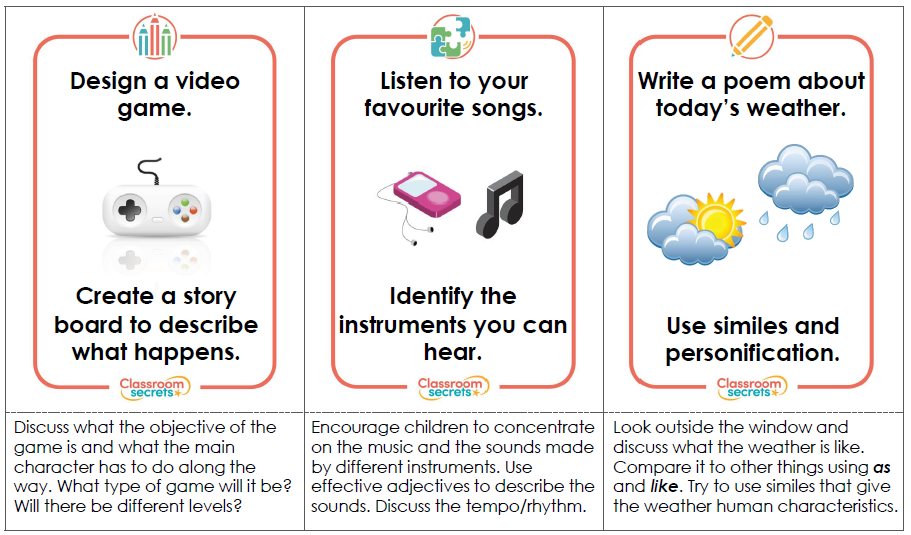 Design a video
game.
Create a story
board to describe
what happens.
Classroom
secrets
Discuss what the objective of the
game is and what the main
character has to do along the
way. What type of game will it be?
Will there be different levels?
Listen to your
favourite songs.
Identify the
instruments you can
hear.
Classroom
secrets
Encourage children to concentrate
on the music and the sounds made
by different instruments. Use
effective adjectives to describe the
sounds. Discuss the tempo/rhythm.
Write a poem about
today’s weather.
Use similes and
personification.
Classroom
secrets
Look outside the window and
discuss what the weather is like.
Compare it to other things using as
and like. Try to use similes that give
the weather human characteristics.